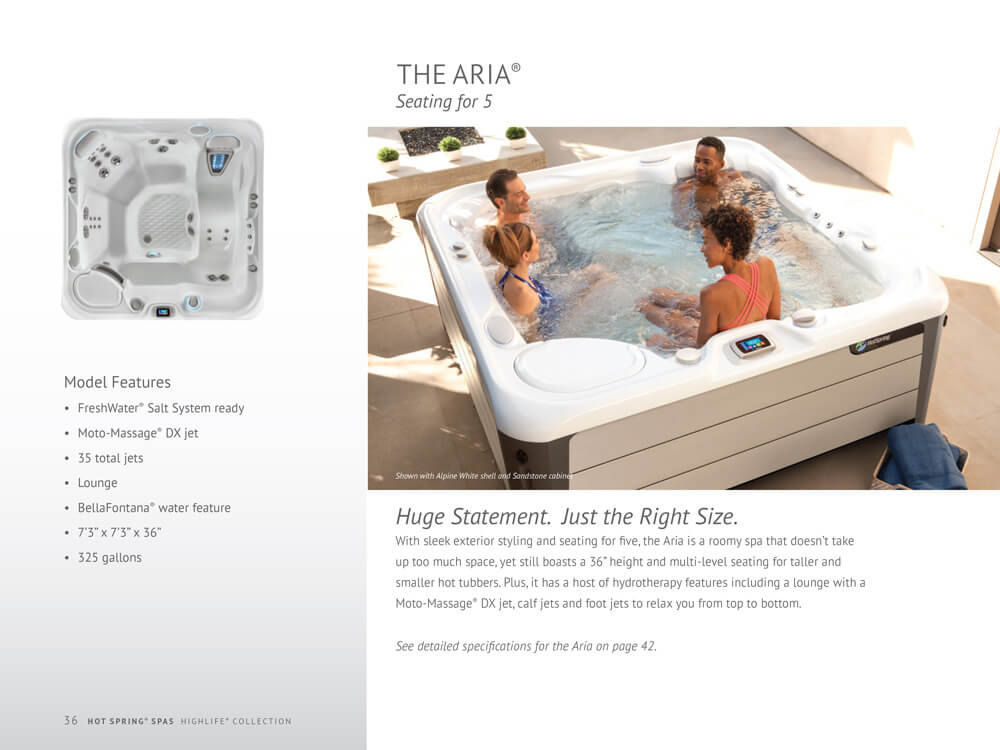 THE ARIA®
Seating for 5
Model Features
• FreshWater® Salt System ready
• Moto-Massage® DX jet
• 35 total jets
• Lounge
• BellaFontana® water feature
• 7’3” x 7’3” x 36”
• 325 gallons
HotSpring
Shown with Alpine White shell and Sandstone cabinet
Huge Statement. Just the Right Size.
With sleek exterior styling and seating for five, the Aria is a roomy spa that doesn’t take
up too much space, yet still boasts a 36” height and multi-level seating for taller and
smaller hot tubbers. Plus, it has a host of hydrotherapy features including a lounge with a
Moto-Massage® DX jet, calf jets and foot jets to relax you from top to bottom.
See detailed specifications for the Aria on page 42.
36 HOT SPRING® SPAS HIGHLIFE® COLLECTION